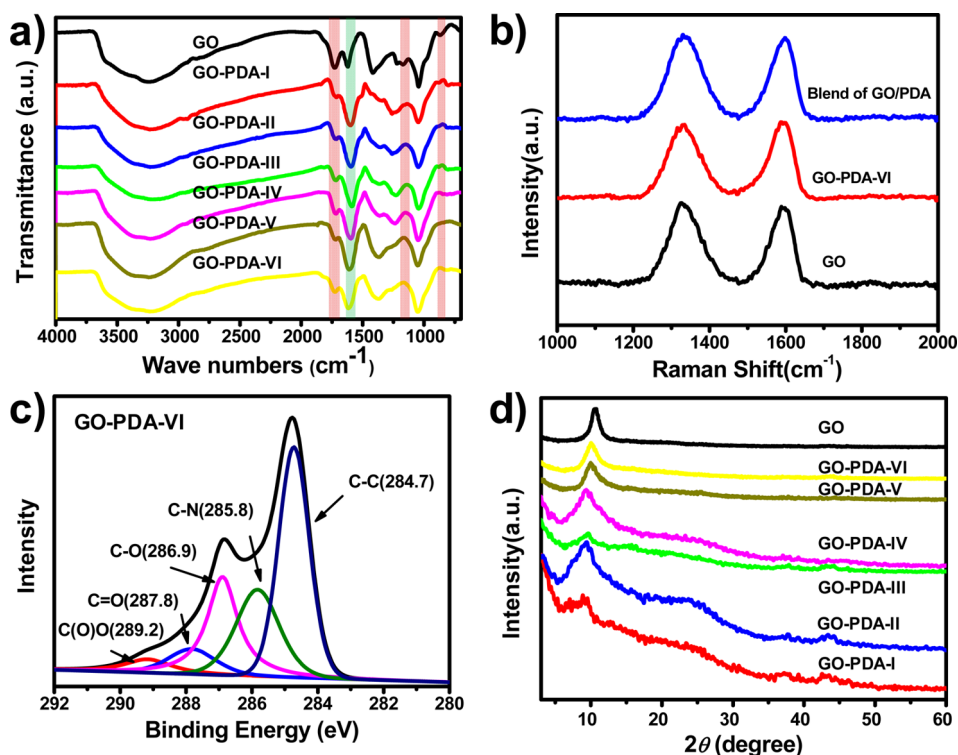 a)
GO
GO-PDA-I
GO-PDA-II
GO-PDA-III
GO-PDA-IV
GO-PDA-V
GO-PDA-VI
Transmittance (a.u.)
4000 3500 3000 2500 2000 1500 1000
Wave numbers (cm⁻¹)
b)
Blend of GO/PDA
GO-PDA-VI
GO
Intensity(a.u.)
1000 1200 1400 1600 1800 2000
Raman Shift(cm⁻¹)
c)
GO-PDA-VI
C-C(284.7)
C-N(285.8)
C-O(286.9)
C=O(287.8)
C(O)O(289.2)
Intensity
292 290 288 286 284 282 280
Binding Energy (eV)
d)
GO
GO-PDA-VI
GO-PDA-V
GO-PDA-IV
GO-PDA-III
GO-PDA-II
GO-PDA-I
Intensity(a.u.)
10 20 30 40 50 60
2θ (degree)